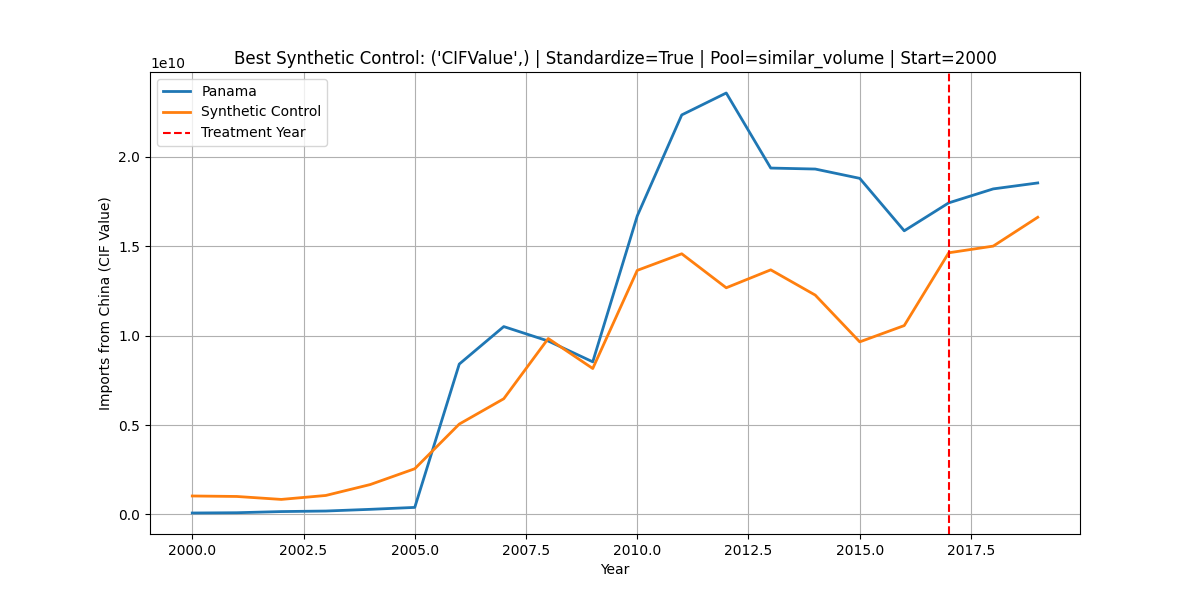 Best Synthetic Control: ('CIFValue',) | Standardize=True | Pool=similar_volume | Start=2000
1e10
Panama
Synthetic Control
Treatment Year
2.0
1.5
1.0
0.5
0.0
Imports from China (CIF Value)
2000.0 2002.5 2005.0 2007.5 2010.0 2012.5 2015.0 2017.5
Year